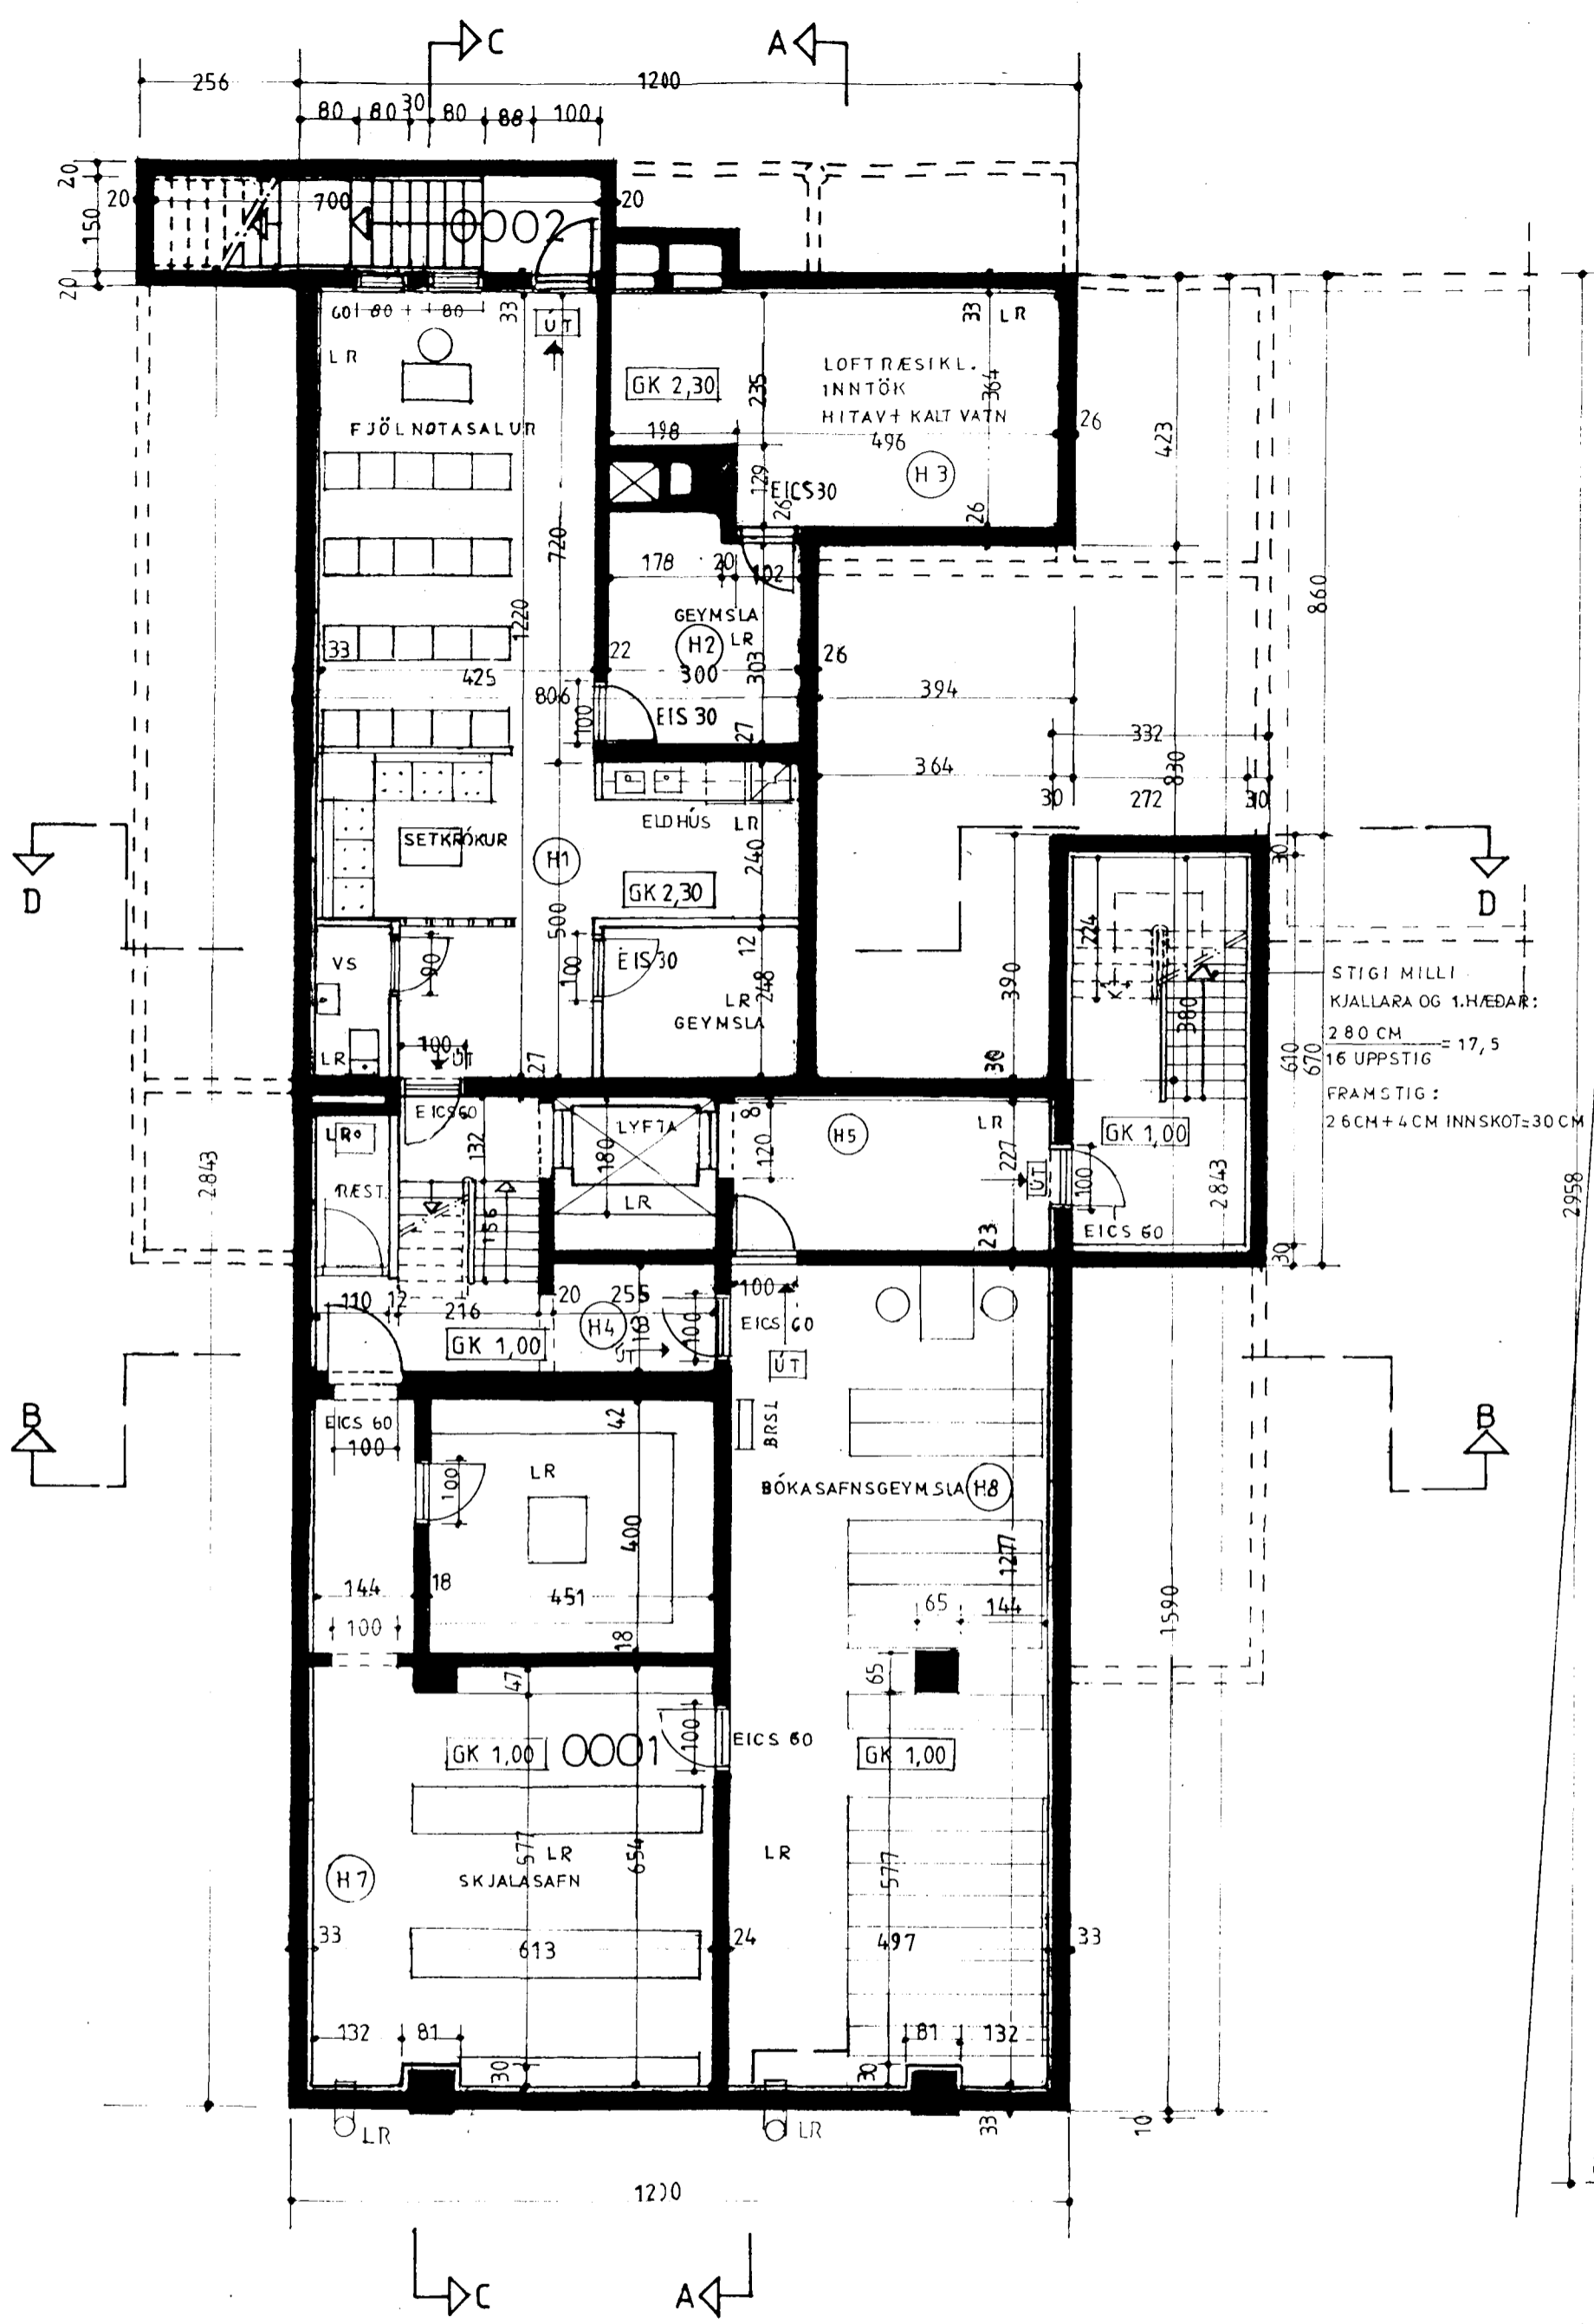 C
A
256
1200
80
80
30
80
88
100
20
150
20
20
700
0002
20
60
80
80
33
ÚT
33
LR
LR
FJÖLNOTASALUR
GK 2,30
235
LOFTRÆSIKL.
INNTÖK
HITAV+ KALT VATN
364
198
496
26
423
129
EICS30
H3
26
26
720
178
20
102
1220
GEYMSLA
H2
LR
33
22
300
303
26
425
806
394
860
100
EIS 30
27
332
364
830
30
272
30
ELDHÚS
LR
SETKRÓKUR
H1
240
30
D
D
GK 2,30
500
224
12
VS
90
100
EIS 30
LR
248
GEYMSLA
390
380
STIGI MILLI
KJALLARA OG 1.HÆÐAR:
280 CM
16 UPPSTIG
= 17,5
FRAMSTIG:
26CM+4CM INNSKOT=30 CM
610
670
LR
100
ÚT
27
30
EICS60
LR
LYFTA
8
H5
LR
GK 1,00
132
180
120
227
2843
RÆST.
156
LR
ÚT
100
2843
2958
23
EICS 60
30
110
12
216
20
255
100
H4
163
100
EICS 60
GK 1,00
ÚT
ÚT
B
B
EICS 60
100
42
BRSL
LR
100
BÓKASAFNSGEYMSLA
H8
400
1277
144
18
451
65
144
1590
100
18
47
65
GK 1,00
0001
100
EICS 60
GK 1,00
577
LR
654
LR
577
H7
SKJALASAFN
33
613
24
497
33
132
81
81
132
30
30
LR
LR
33
10
1200
C
A